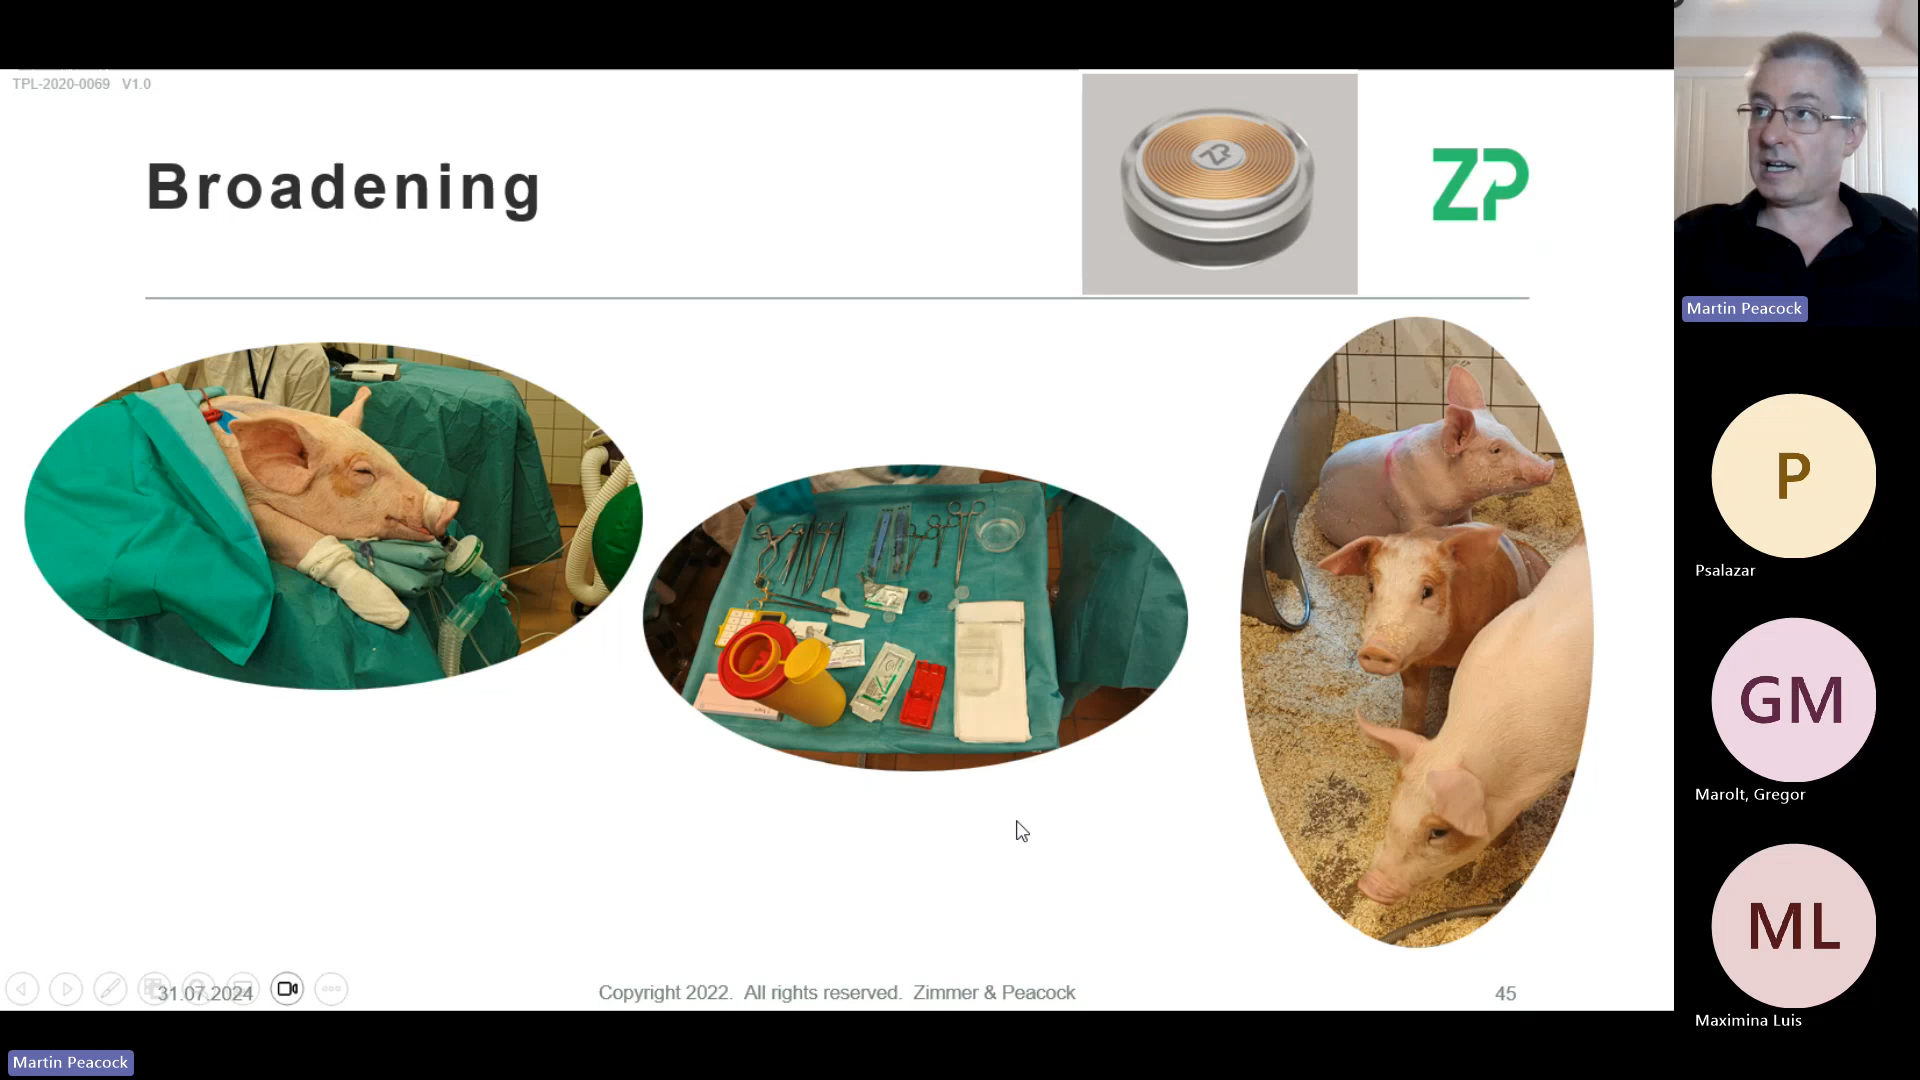 TPL-2020-0069 V1.0
Broadening
ZP
ZP
31.07.2024
Copyright 2022. All rights reserved. Zimmer & Peacock
45
Martin Peacock
Martin Peacock
P
Psalazar
GM
Marolt, Gregor
ML
Maximina Luis